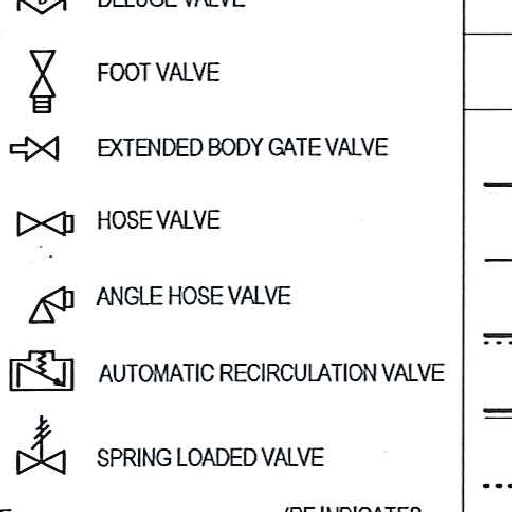 DELUGE VALVE
FOOT VALVE
EXTENDED BODY GATE VALVE
HOSE VALVE
ANGLE HOSE VALVE
AUTOMATIC RECIRCULATION VALVE
SPRING LOADED VALVE
INDICATES